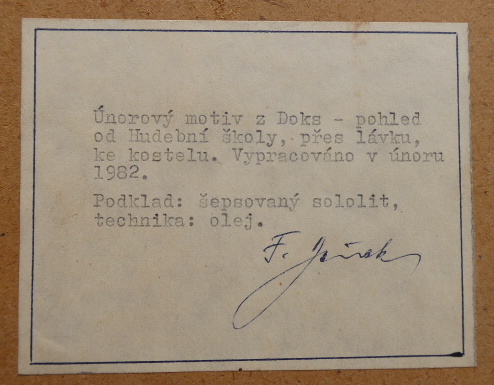 Únorový motiv z Doks - pohled
od Hudební školy, přes lávku,
ke kostelu. Vypracováno v únoru
1982.
Podklad: šepsovaný sololit,
technika: olej.
F.